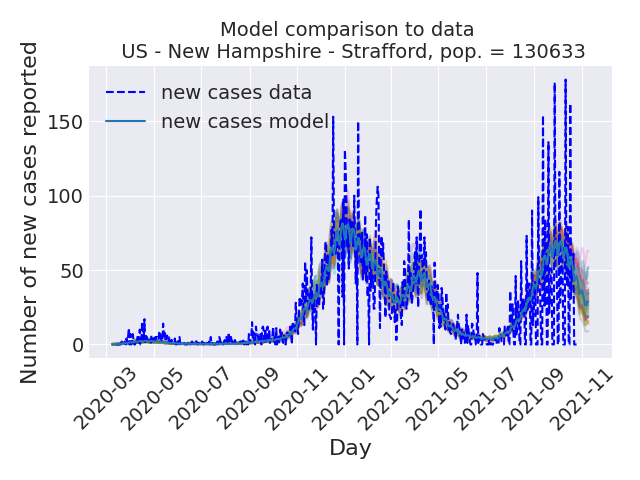 Model comparison to data
US - New Hampshire - Strafford, pop. = 130633
Number of new cases reported
new cases data
new cases model
150
100
50
0
2020-03
2020-05
2020-07
2020-09
2020-11
2021-01
2021-03
2021-05
2021-07
2021-09
2021-11
Day